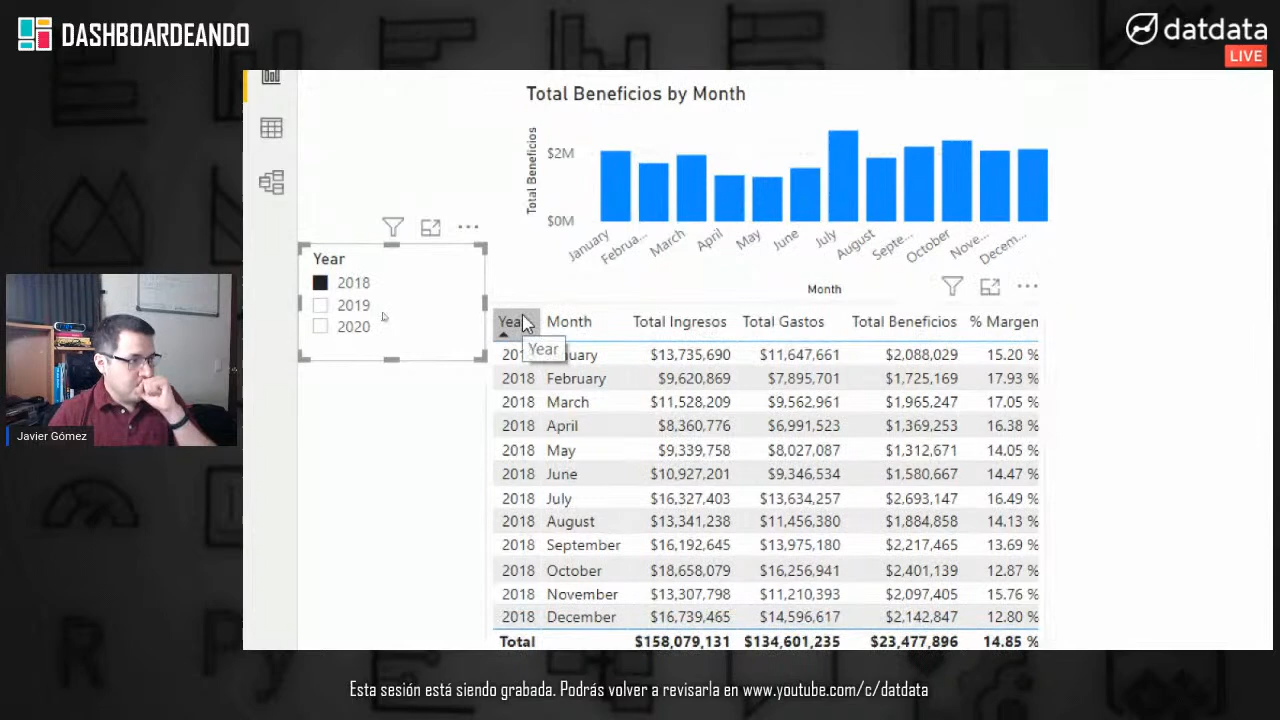 DASHBOARDEANDO
datdata
LIVE
Total Beneficios by Month
Total Beneficios
$2M
$0M
January Februa... March April May June July August Septe... October Nove... Decem...
Month
Year
2018
2019
2020
Year Month Total Ingresos Total Gastos Total Beneficios % Margen
Year
201 nuary $13,735,690 $11,647,661 $2,088,029 15.20 %
2018 February $9,620,869 $7,895,701 $1,725,169 17.93 %
2018 March $11,528,209 $9,562,961 $1,965,247 17.05 %
2018 April $8,360,776 $6,991,523 $1,369,253 16.38 %
2018 May $9,339,758 $8,027,087 $1,312,671 14.05 %
2018 June $10,927,201 $9,346,534 $1,580,667 14.47 %
2018 July $16,327,403 $13,634,257 $2,693,147 16.49 %
2018 August $13,341,238 $11,456,380 $1,884,858 14.13 %
2018 September $16,192,645 $13,975,180 $2,217,465 13.69 %
2018 October $18,658,079 $16,256,941 $2,401,139 12.87 %
2018 November $13,307,798 $11,210,393 $2,097,405 15.76 %
2018 December $16,739,465 $14,596,617 $2,142,847 12.80 %
Total $158,079,131 $134,601,235 $23,477,896 14.85 %
Javier Gómez
R Py
Esta sesión está siendo grabada. Podrás volver a revisarla en www.youtube.com/c/datdata